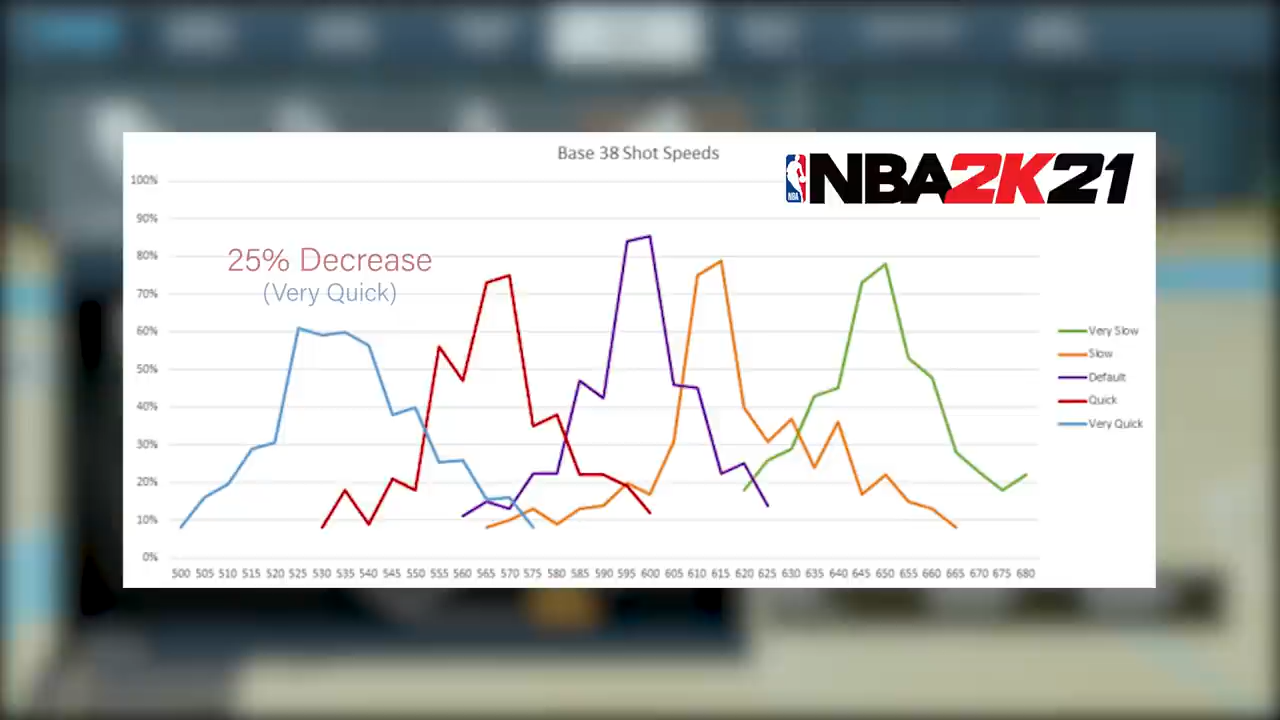 Base 38 Shot Speeds
NBA
NBA2K21
100%
90%
80%
70%
60%
50%
40%
30%
20%
10%
0%
25% Decrease
(Very Quick)
Very Slow
Slow
Default
Quick
Very Quick
500 505 510 515 520 525 530 535 540 545 550 555 560 565 570 575 580 585 590 595 600 605 610 615 620 625 630 635 640 645 650 655 660 665 670 675 680